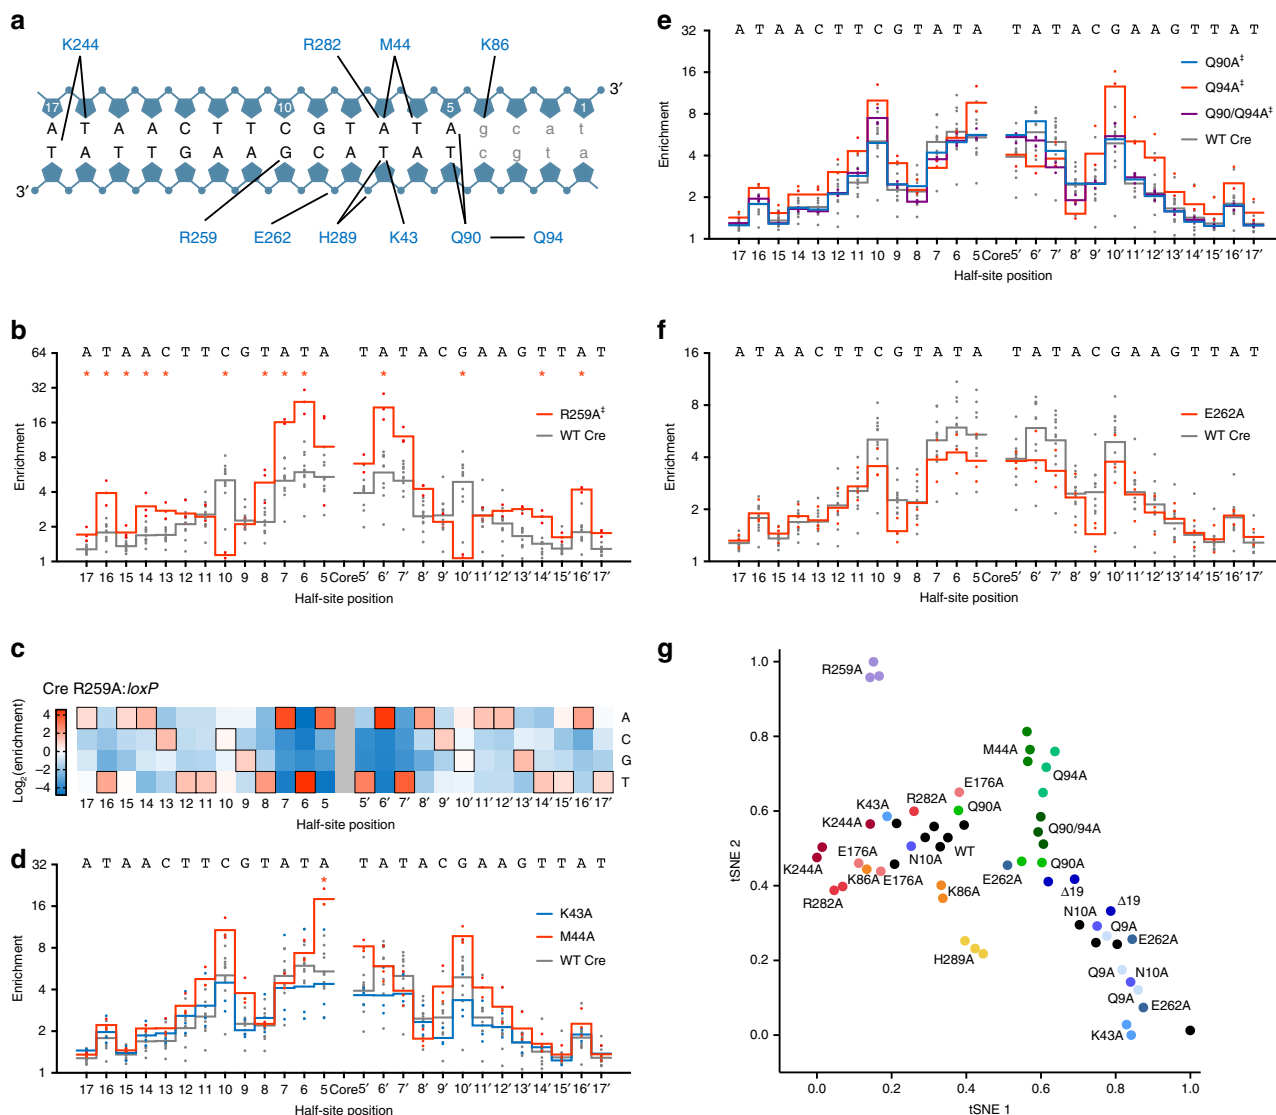 a
K244 R282 M44 K86
3′
17 10 5 1
A T A A C T T C G T A T A g c a t
T A T T G A A G C A T A T c g t a
3′
R259 E262 H289 K43 Q90 Q94
b
A T A A C T T C G T A T A T A T A C G A A G T T A T
* * * * * * * * * * * * *
64
32
16
8
4
2
1
Enrichment
R259A‡
WT Cre
17 16 15 14 13 12 11 10 9 8 7 6 5 Core 5′ 6′ 7′ 8′ 9′ 10′ 11′ 12′ 13′ 14′ 15′ 16′ 17′
Half-site position
c
Cre R259A:loxP
Log2(enrichment)
4
2
0
−2
−4
A
C
G
T
17 16 15 14 13 12 11 10 9 8 7 6 5 5′ 6′ 7′ 8′ 9′ 10′ 11′ 12′ 13′ 14′ 15′ 16′ 17′
Half-site position
d
A T A A C T T C G T A T A T A T A C G A A G T T A T
*
32
16
8
4
2
1
Enrichment
K43A
M44A
WT Cre
17 16 15 14 13 12 11 10 9 8 7 6 5 Core 5′ 6′ 7′ 8′ 9′ 10′ 11′ 12′ 13′ 14′ 15′ 16′ 17′
Half-site position
e
A T A A C T T C G T A T A T A T A C G A A G T T A T
32
16
8
4
2
1
Enrichment
Q90A‡
Q94A‡
Q90/Q94A‡
WT Cre
17 16 15 14 13 12 11 10 9 8 7 6 5 Core 5′ 6′ 7′ 8′ 9′ 10′ 11′ 12′ 13′ 14′ 15′ 16′ 17′
Half-site position
f
A T A A C T T C G T A T A T A T A C G A A G T T A T
16
8
4
2
1
Enrichment
E262A
WT Cre
17 16 15 14 13 12 11 10 9 8 7 6 5 Core 5′ 6′ 7′ 8′ 9′ 10′ 11′ 12′ 13′ 14′ 15′ 16′ 17′
Half-site position
g
tSNE 2
1.0
0.8
0.6
0.4
0.2
0.0
R259A
M44A
Q94A
E176A
K43A R282A Q90A
K244A
Q90/94A
E176A N10A WT
K244A K86A E176A K86A E262A Q90A
R282A Δ19
Δ19
N10A Q9A
E262A
H289A
Q9A N10A
Q9A E262A
K43A
0.0 0.2 0.4 0.6 0.8 1.0
tSNE 1